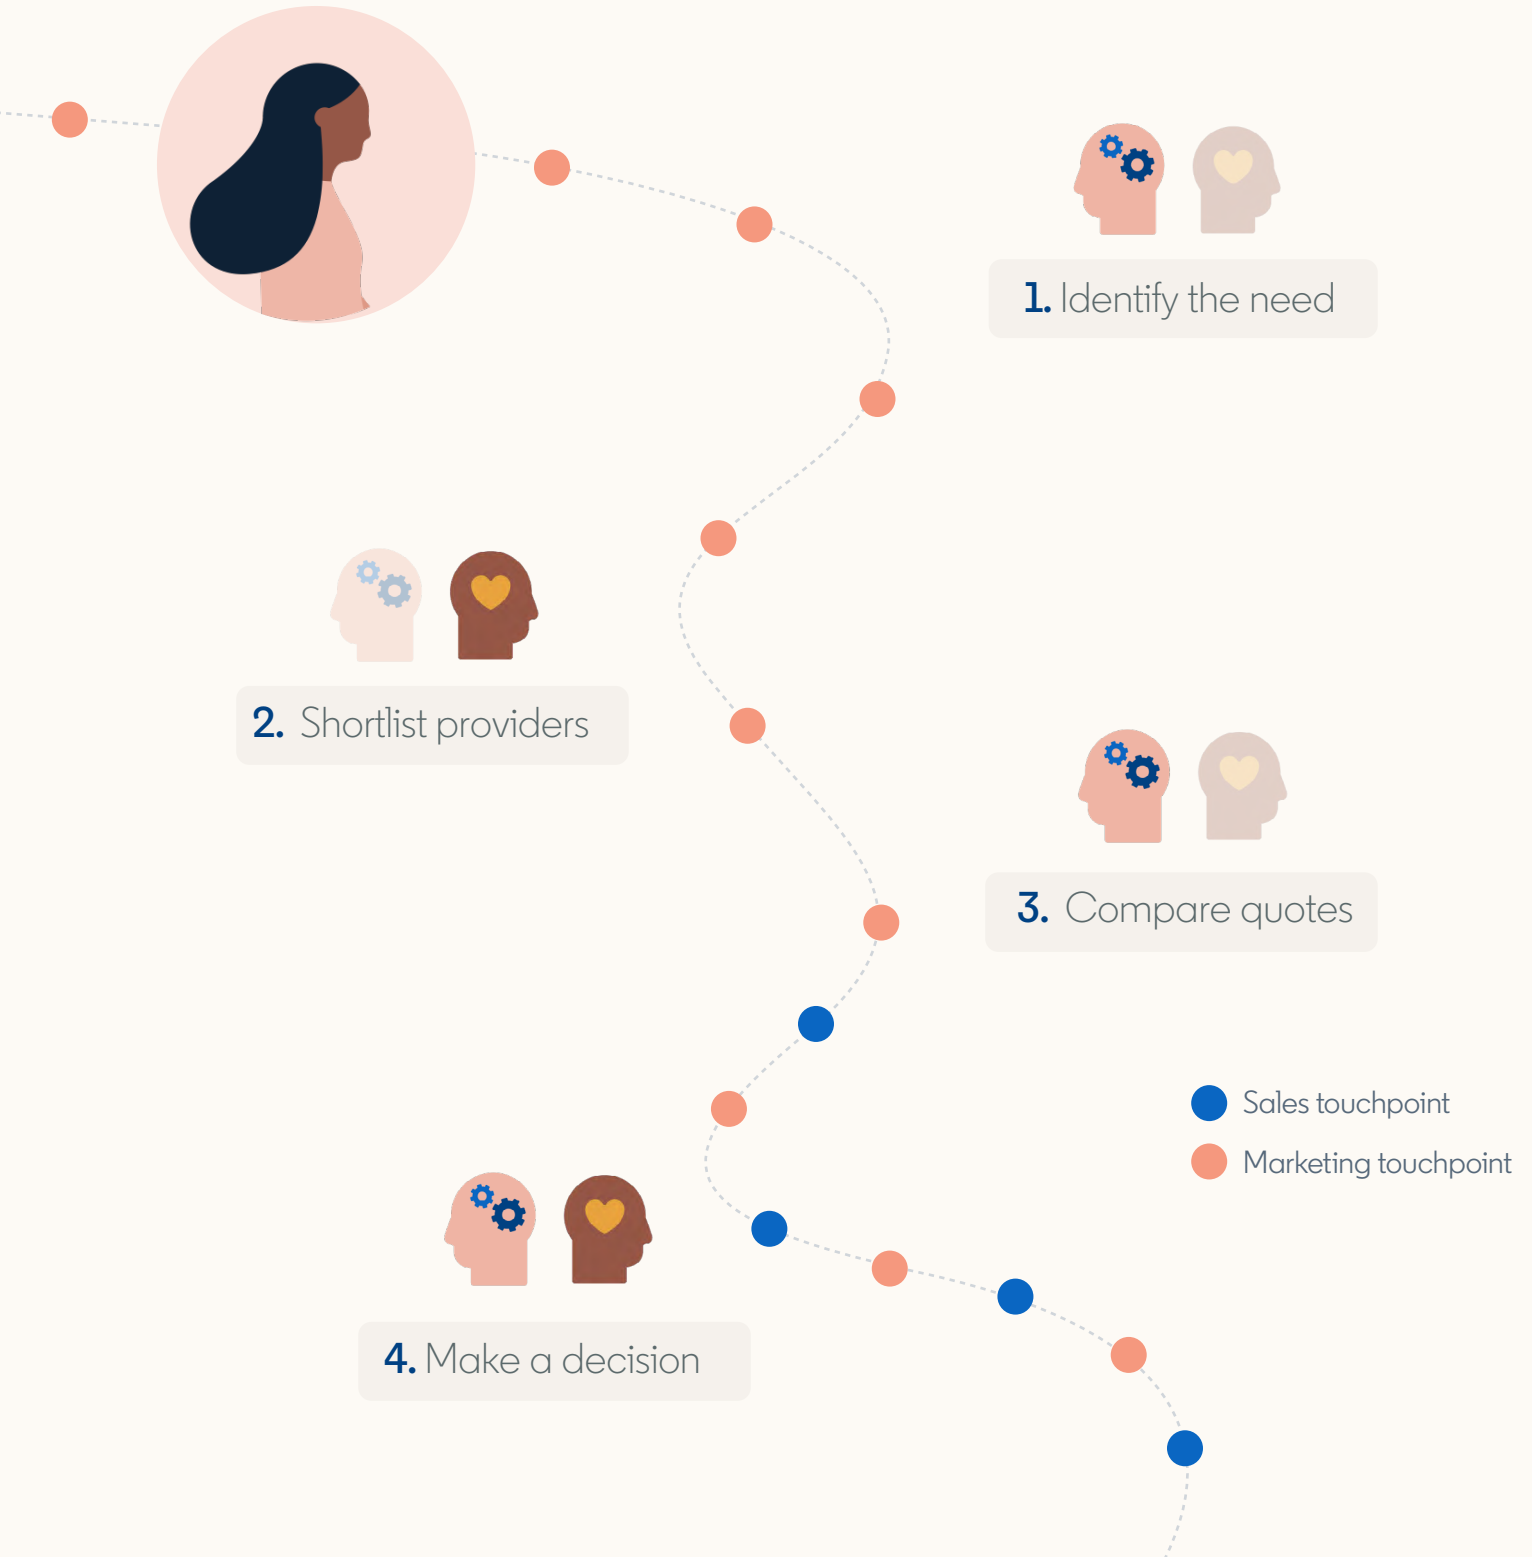 1. Identify the need
2. Shortlist providers
3. Compare quotes
Sales touchpoint
Marketing touchpoint
4. Make a decision